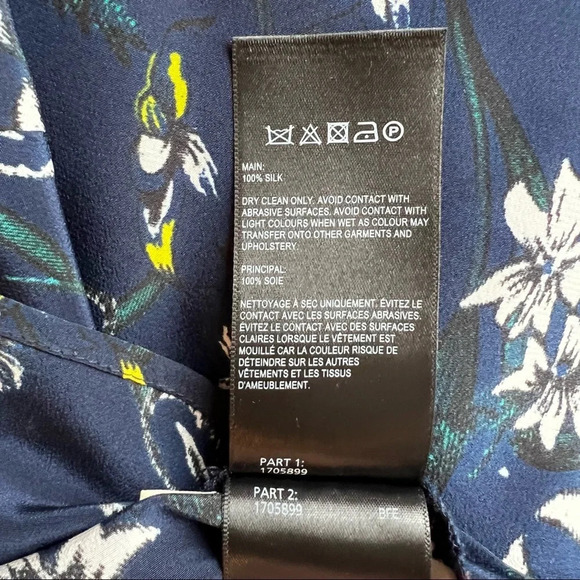 MAIN:
100% SILK
DRY CLEAN ONLY. AVOID CONTACT WITH
ABRASIVE SURFACES. AVOID CONTACT WITH
LIGHT COLOURS WHEN WET AS COLOUR MAY
TRANSFER ONTO OTHER GARMENTS AND
UPHOLSTERY.
PRINCIPAL:
100% SOIE
NETTOYAGE À SEC UNIQUEMENT. ÉVITEZ LE
CONTACT AVEC LES SURFACES ABRASIVES.
ÉVITEZ LE CONTACT AVEC DES SURFACES
CLAIRES LORSQUE LE VÊTEMENT EST
MOUILLÉ CAR LA COULEUR RISQUE DE
DÉTEINDRE SUR LES AUTRES
VÊTEMENTS ET LES TISSUS
D'AMEUBLEMENT.
PART 1:
1705899
PART 2:
1705899 BFE